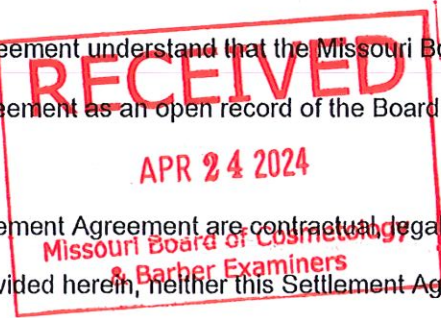 eement understand that the Missouri Bo
RECEIVED
eement as an open record of the Board
APR 24 2024
ement Agreement are contractual, legal
Missouri Board of Cosmetology
& Barber Examiners
vided herein, neither this Settlement Ag